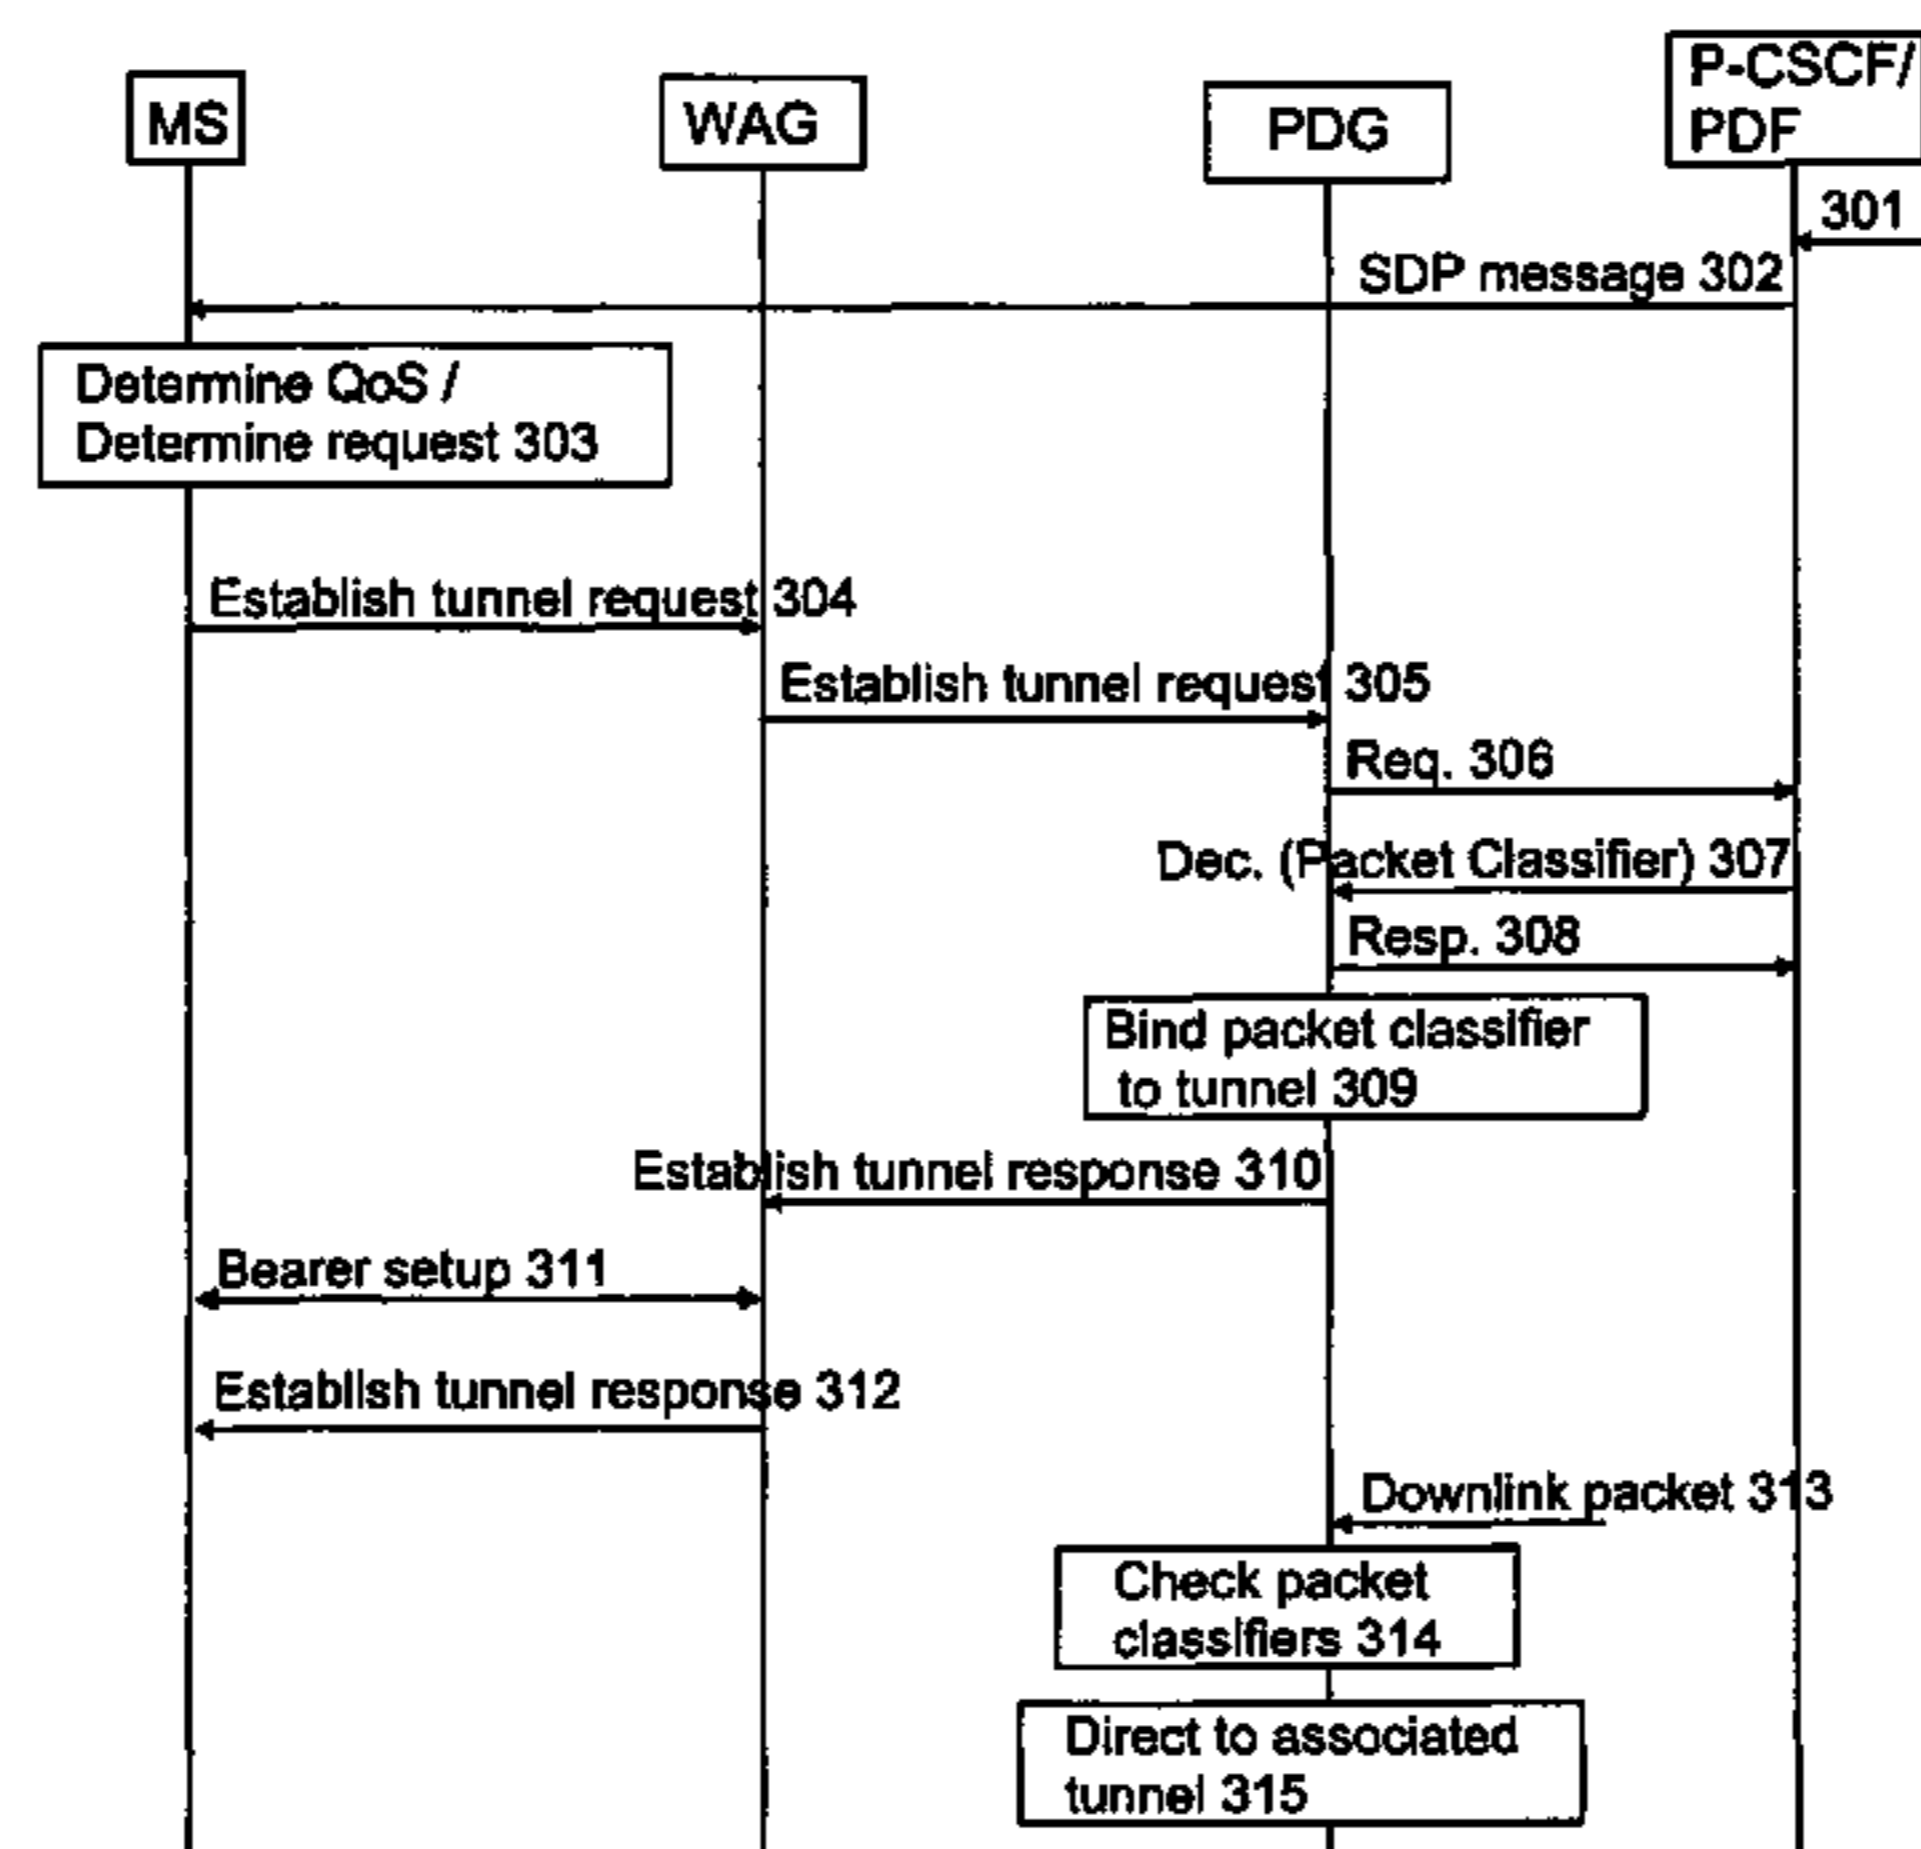 MS
WAG
PDG
P-CSCF/
PDF
301
SDP message 302
Determine QoS /
Determine request 303
Establish tunnel request 304
Establish tunnel request 305
Req. 306
Dec. (Packet Classifier) 307
Resp. 308
Bind packet classifier
to tunnel 309
Establish tunnel response 310
Bearer setup 311
Establish tunnel response 312
Downlink packet 313
Check packet
classifiers 314
Direct to associated
tunnel 315